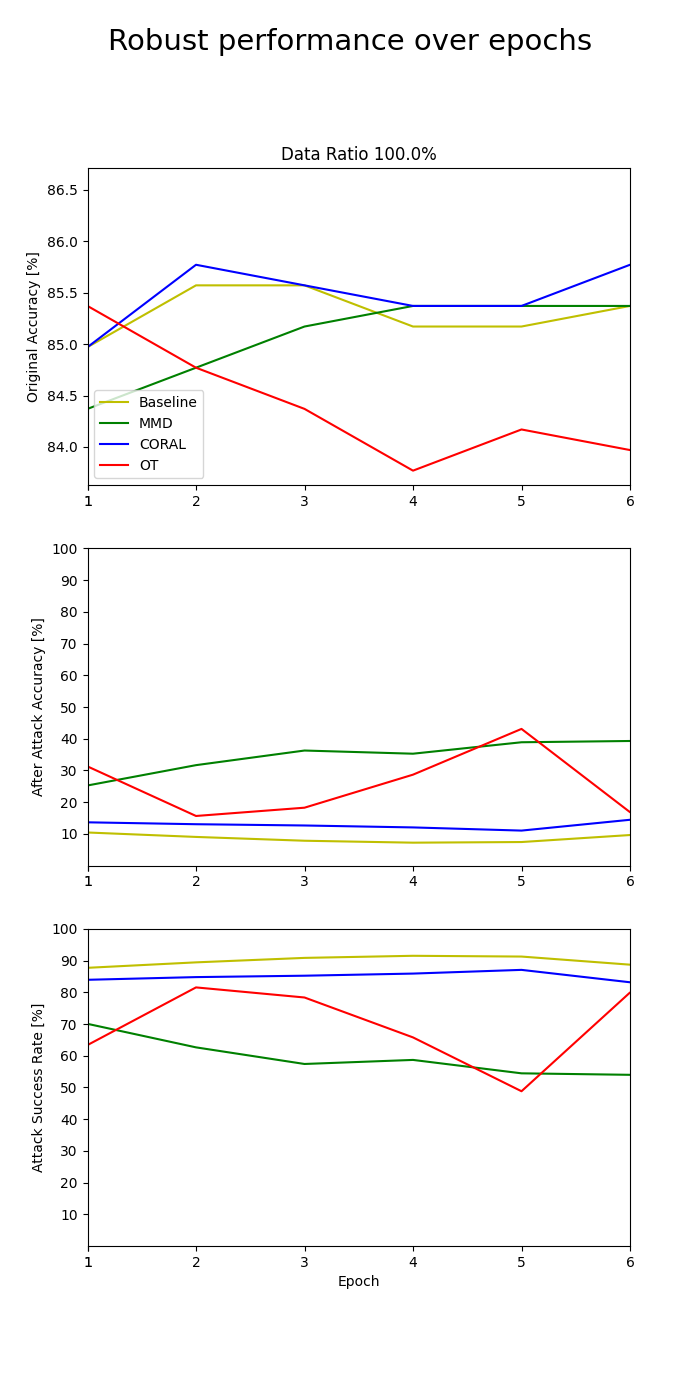 Robust performance over epochs
Data Ratio 100.0%
Original Accuracy [%]
86.5
86.0
85.5
85.0
84.5
84.0
Baseline
MMD
CORAL
OT
1 2 3 4 5 6
After Attack Accuracy [%]
100
90
80
70
60
50
40
30
20
10
1 2 3 4 5 6
Attack Success Rate [%]
100
90
80
70
60
50
40
30
20
10
1 2 3 4 5 6
Epoch